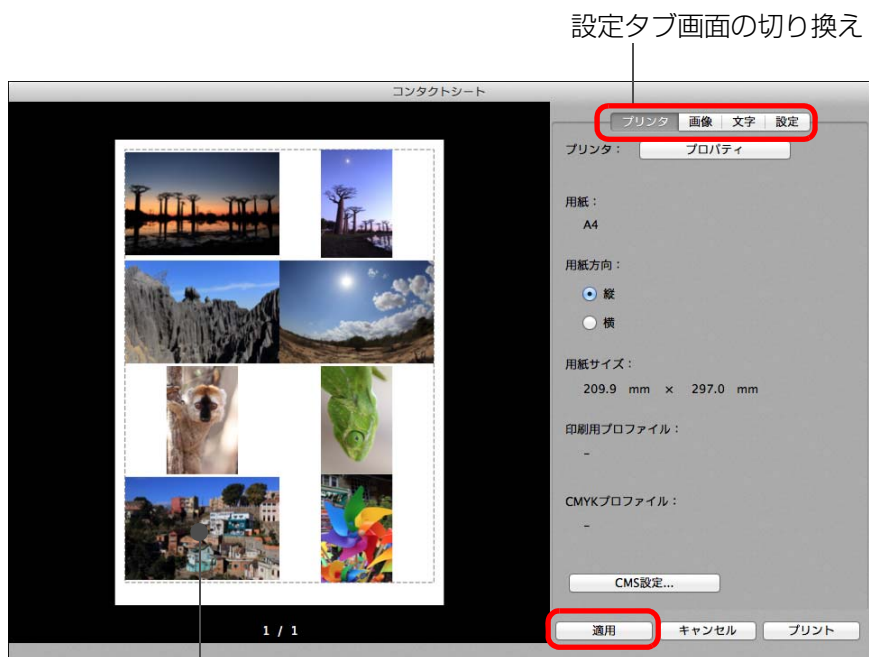 設定タブ画面の切り換え
コンタクトシート
プリンタ 画像 文字 設定
プリンタ： プロパティ
用紙：
A4
用紙方向：
縦
横
用紙サイズ：
209.9 mm × 297.0 mm
印刷用プロファイル：
-
CMYKプロファイル：
-
CMS設定...
1 / 1
適用 キャンセル プリント